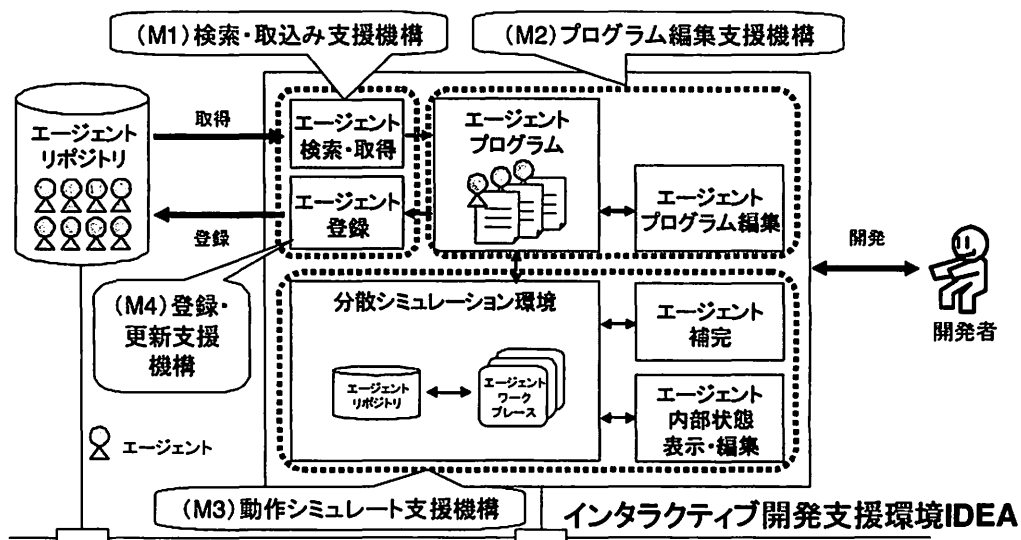 (M1)検索・取込み支援機構
(M2)プログラム編集支援機構
エージェント
リポジトリ
取得
登録
エージェント
検索・取得
エージェント
登録
エージェント
プログラム
エージェント
プログラム編集
開発
開発者
(M4)登録・
更新支援
機構
分散シミュレーション環境
エージェント
リポジトリ
エージェント
ワーク
プレース
エージェント
補完
エージェント
内部状態
表示・編集
エージェント
(M3)動作シミュレート支援機構
インタラクティブ開発支援環境IDEA